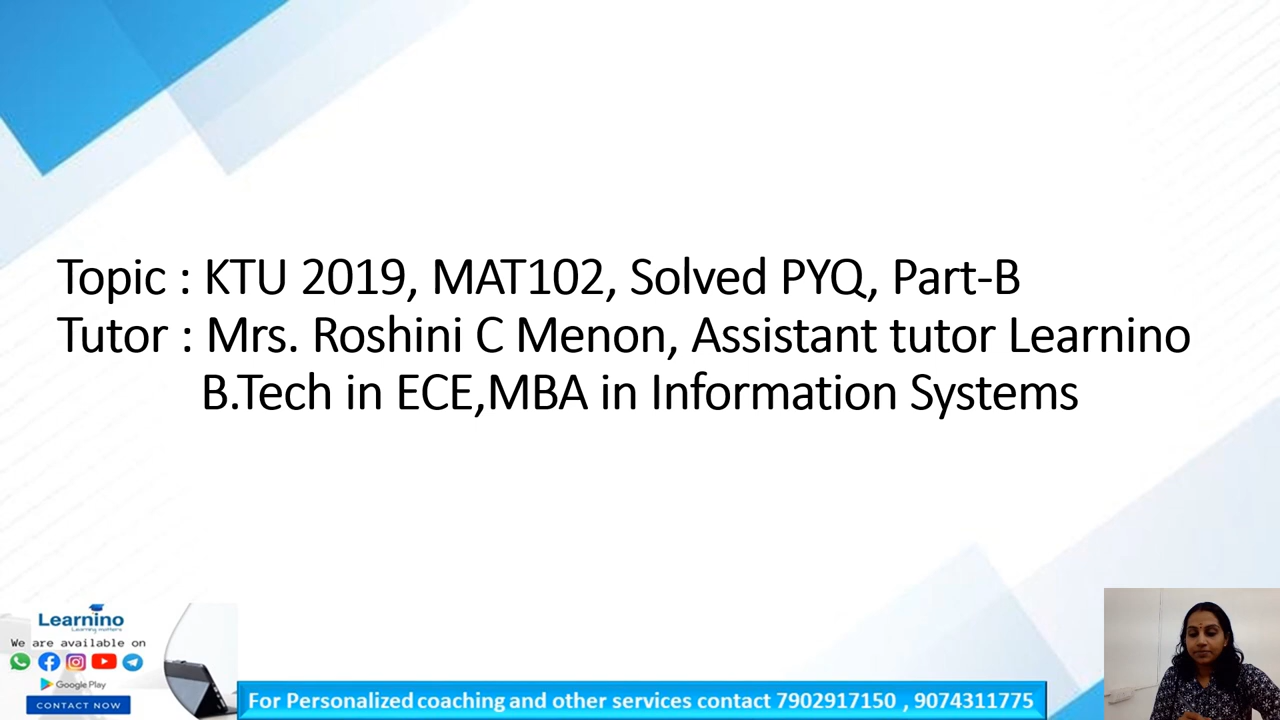 Topic : KTU 2019, MAT102, Solved PYQ, Part-B
Tutor : Mrs. Roshini C Menon, Assistant tutor Learnino
B.Tech in ECE,MBA in Information Systems
Learnino
Learning matters
We are available on
Google Play
CONTACT NOW
For Personalized coaching and other services contact 7902917150 , 9074311775